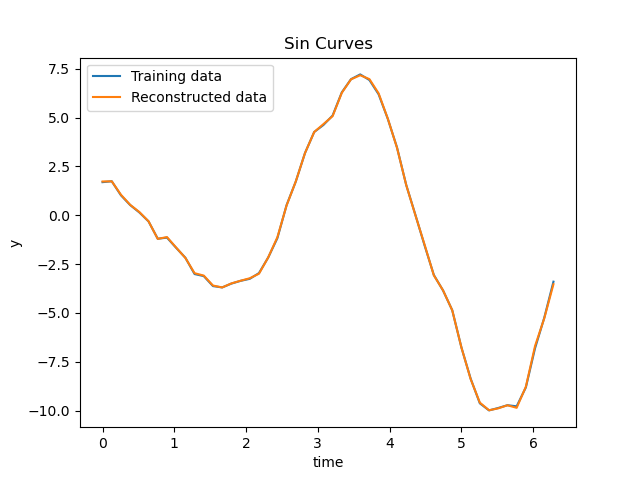 Sin Curves
Training data
Reconstructed data
y
7.5
5.0
2.5
0.0
−2.5
−5.0
−7.5
−10.0
0 1 2 3 4 5 6
time